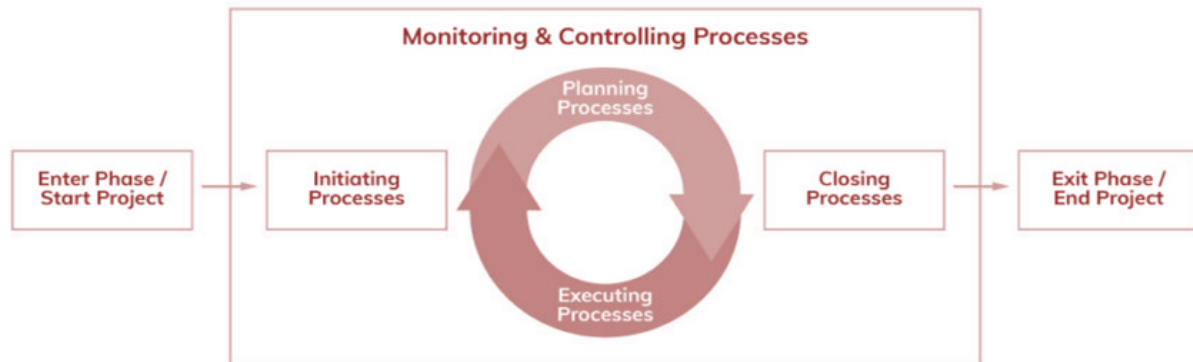 Monitoring & Controlling Processes
Planning
Processes
Enter Phase /
Start Project
Initiating
Processes
Closing
Processes
Exit Phase /
End Project
Executing
Processes